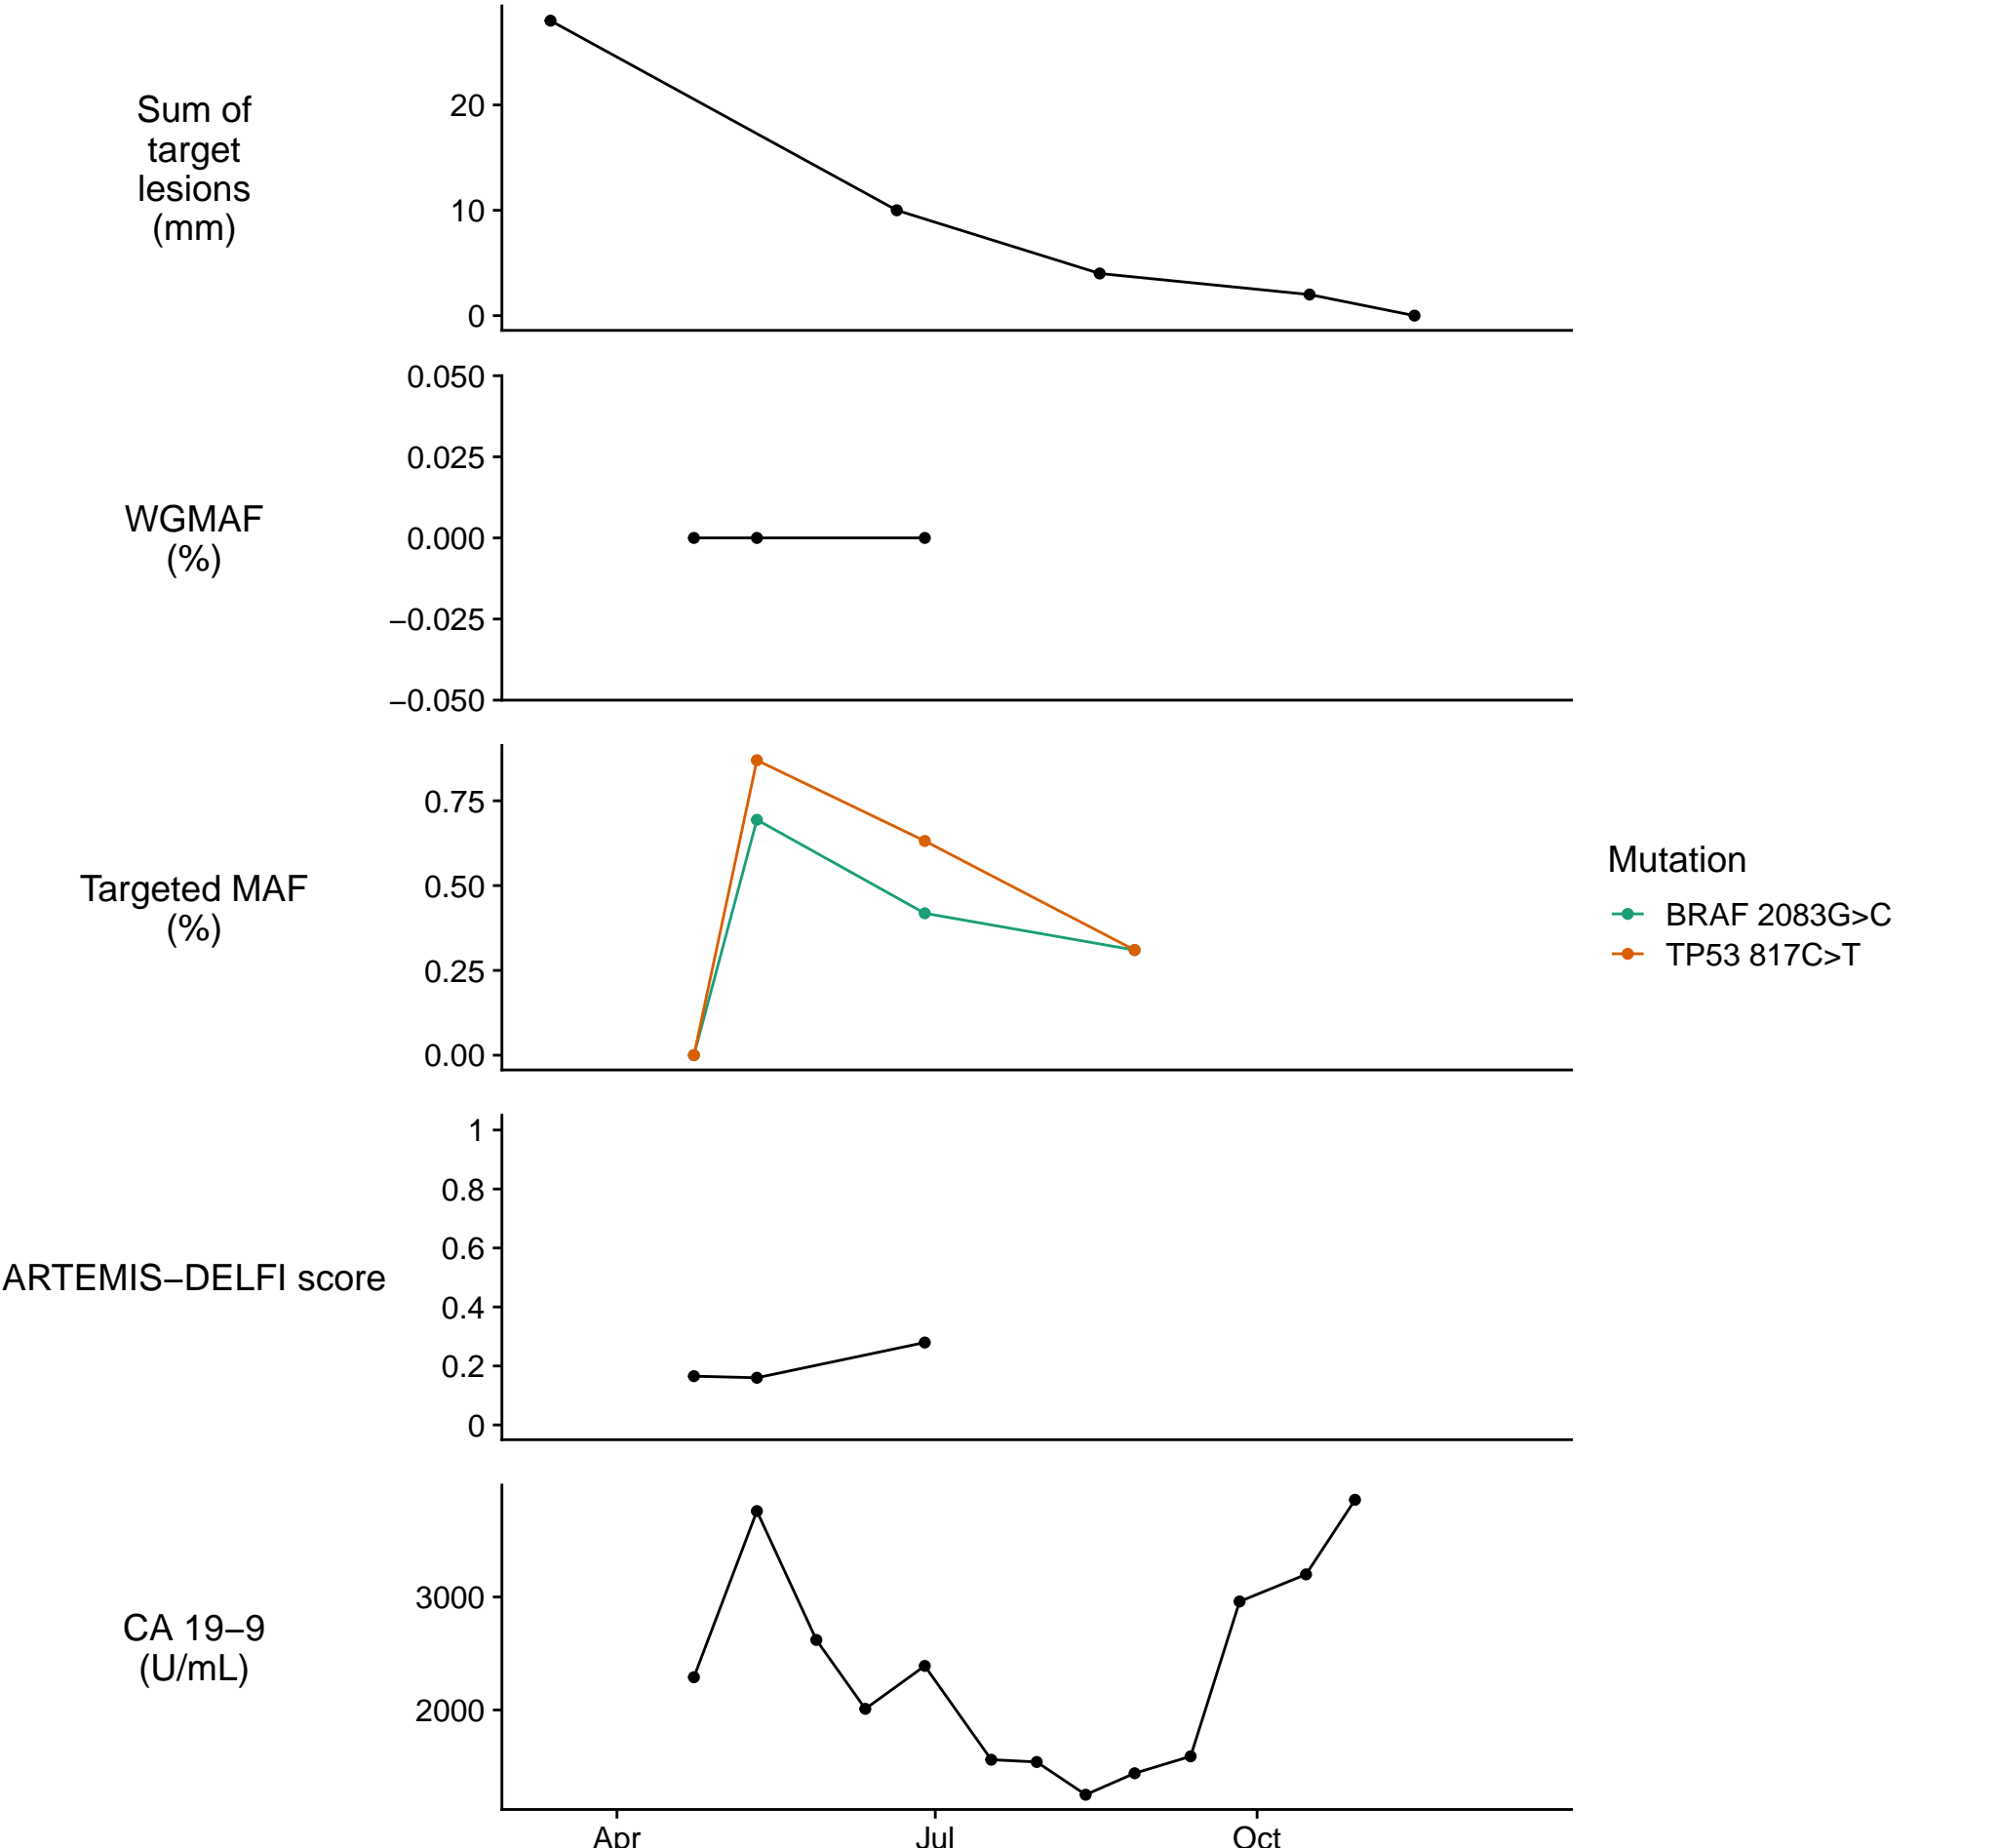 Sum of
target
lesions
(mm)
20
10
0
WGMAF
(%)
0.050
0.025
0.000
−0.025
−0.050
Targeted MAF
(%)
0.75
0.50
0.25
0.00
Mutation
BRAF 2083G>C
TP53 817C>T
ARTEMIS−DELFI score
1
0.8
0.6
0.4
0.2
0
CA 19−9
(U/mL)
3000
2000
Apr
Jul
Oct